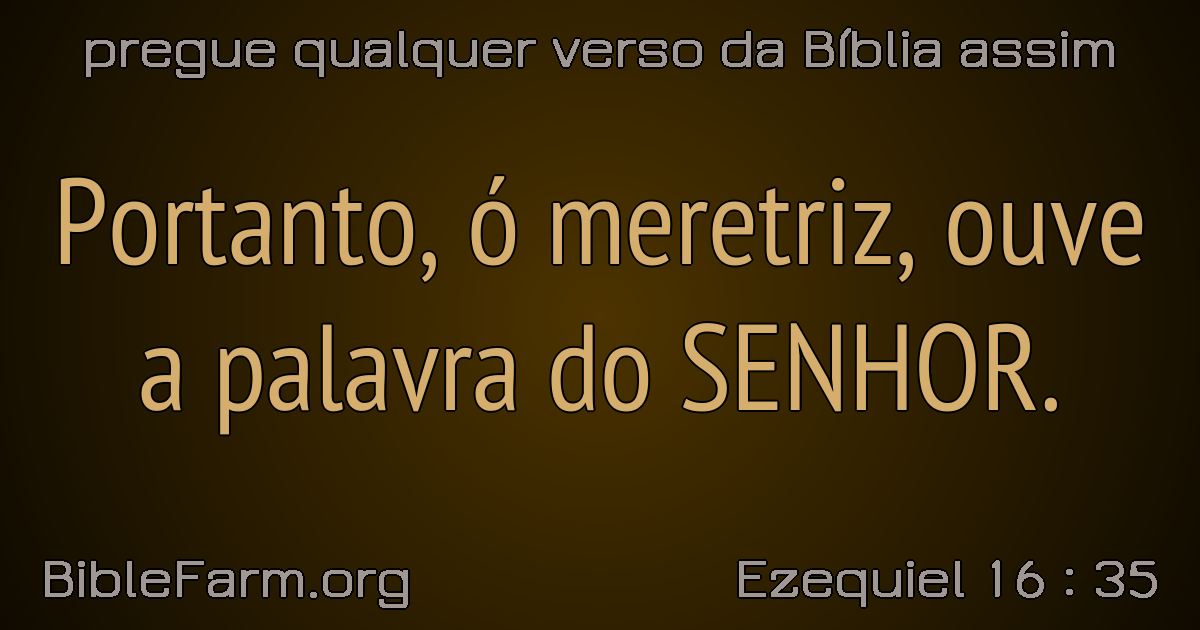 pregue qualquer verso da Bíblia assim
Portanto, ó meretriz, ouve
a palavra do SENHOR.
BibleFarm.org
Ezequiel 16 : 35